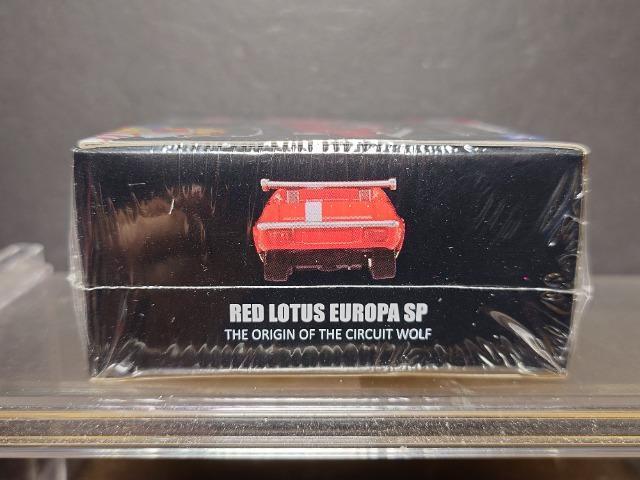 RED LOTUS EUROPA SP
THE ORIGIN OF THE CIRCUIT WOLF